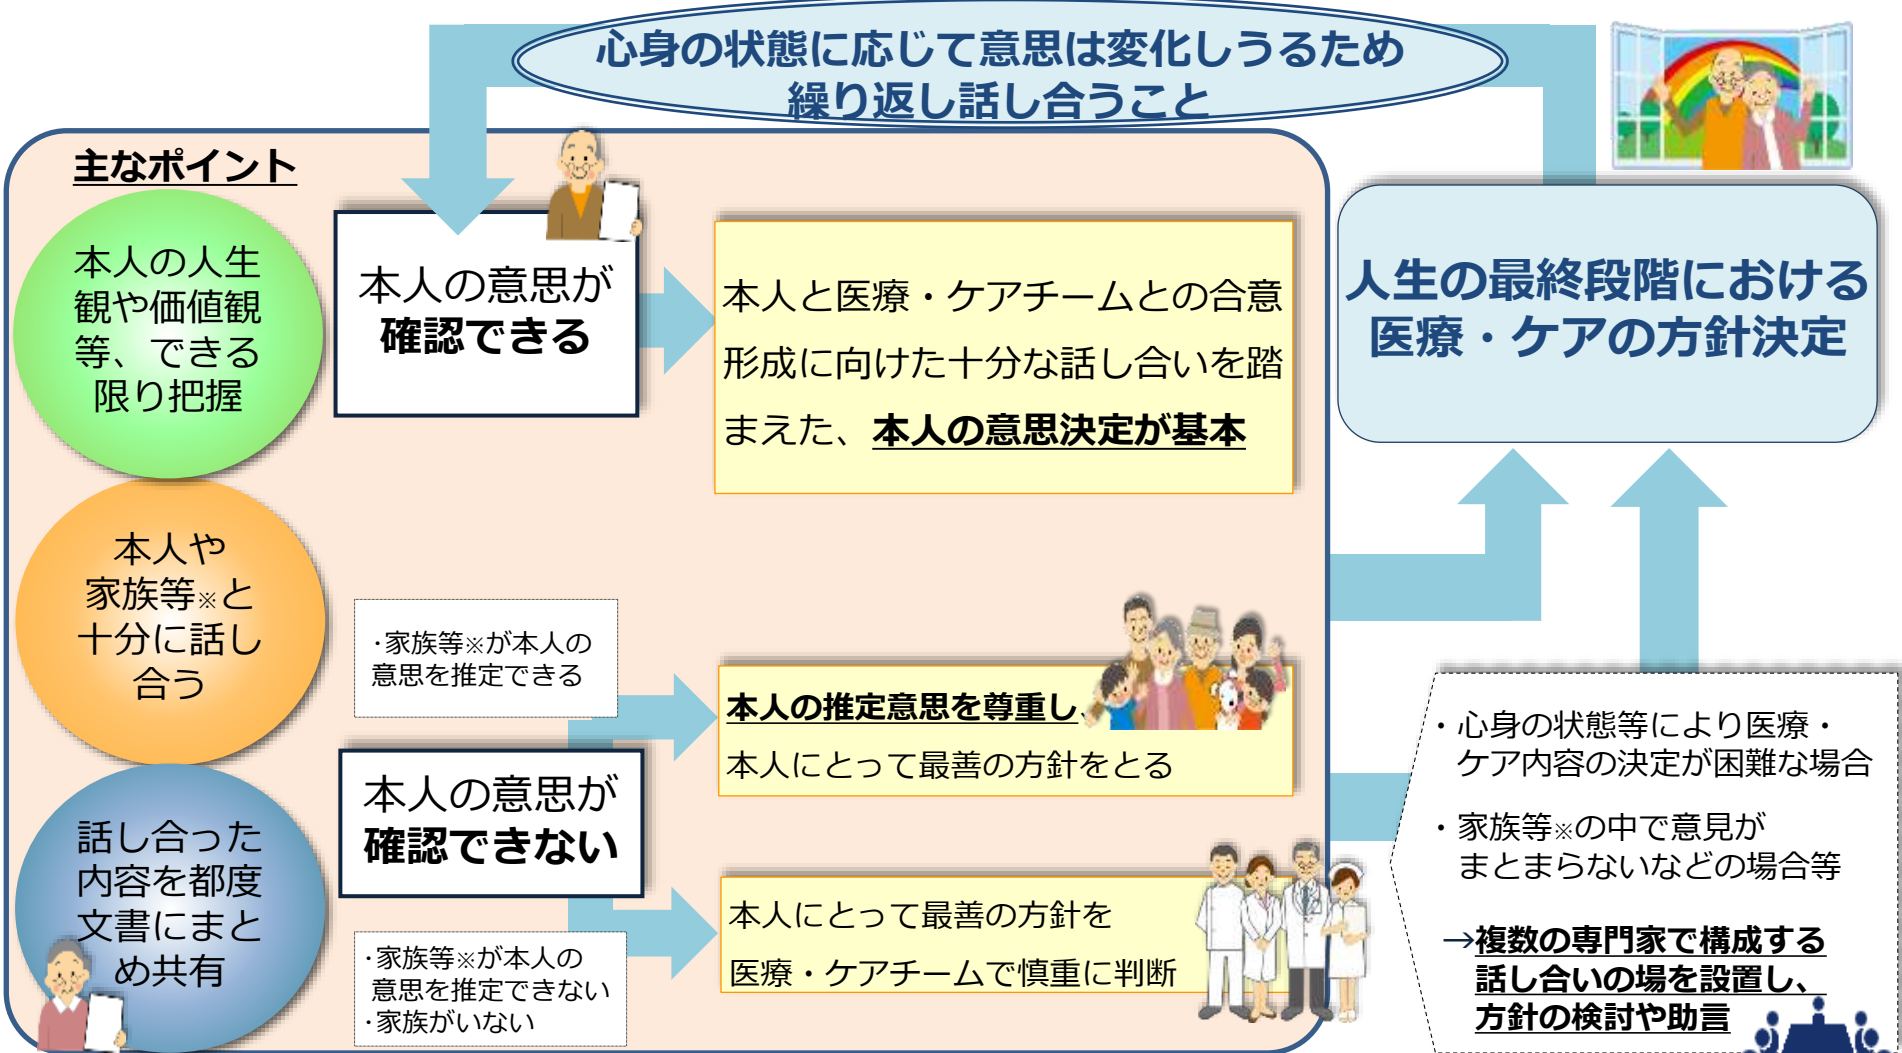 心身の状態に応じて意思は変化しうるため
繰り返し話し合うこと
主なポイント
本人の人生
観や価値観
等、できる
限り把握
本人や
家族等※と
十分に話し
合う
話し合った
内容を都度
文書にまと
め共有
本人の意思が
確認できる
本人と医療・ケアチームとの合意
形成に向けた十分な話し合いを踏
まえた、本人の意思決定が基本
・家族等※が本人の
意思を推定できる
本人の意思が
確認できない
・家族等※が本人の
意思を推定できない
・家族がいない
本人の推定意思を尊重し、
本人にとって最善の方針をとる
本人にとって最善の方針を
医療・ケアチームで慎重に判断
人生の最終段階における
医療・ケアの方針決定
・心身の状態等により医療・
ケア内容の決定が困難な場合
・家族等※の中で意見が
まとまらないなどの場合等
→複数の専門家で構成する
話し合いの場を設置し、
方針の検討や助言